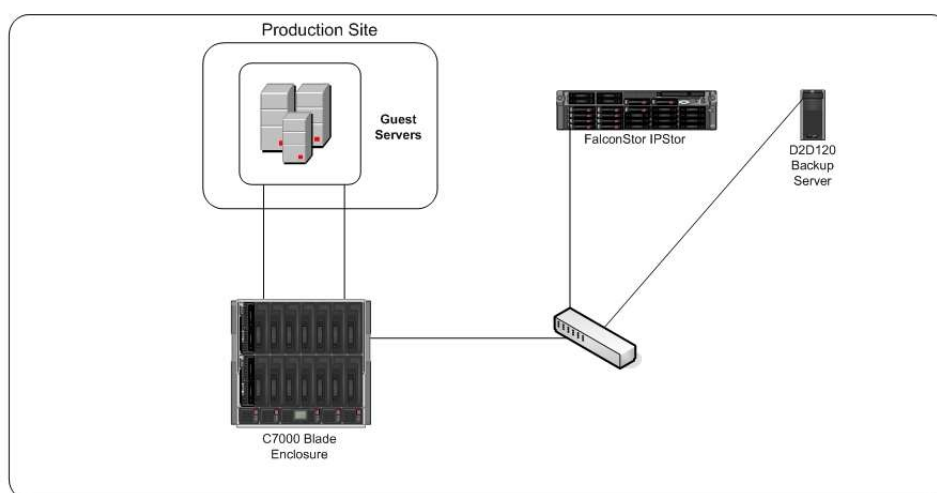 Production Site
Guest
Servers
FalconStor IPStor
D2D120
Backup
Server
C7000 Blade
Enclosure